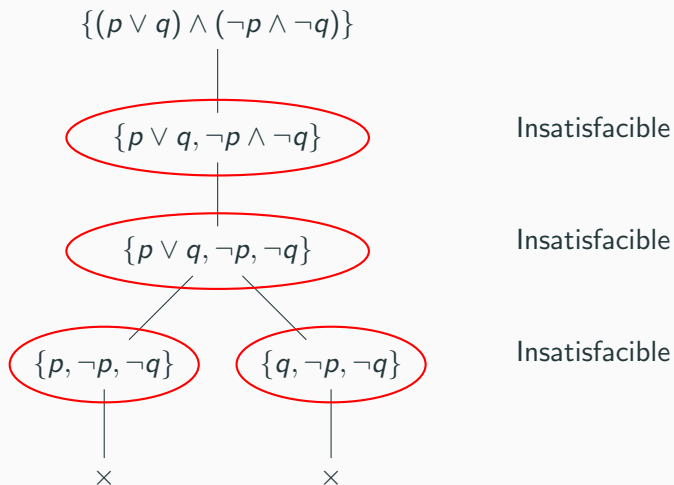 {(p ∨ q) ∧ (¬p ∧ ¬q)}
{p ∨ q, ¬p ∧ ¬q} Insatisfacible
{p ∨ q, ¬p, ¬q} Insatisfacible
{p, ¬p, ¬q} {q, ¬p, ¬q} Insatisfacible
× ×